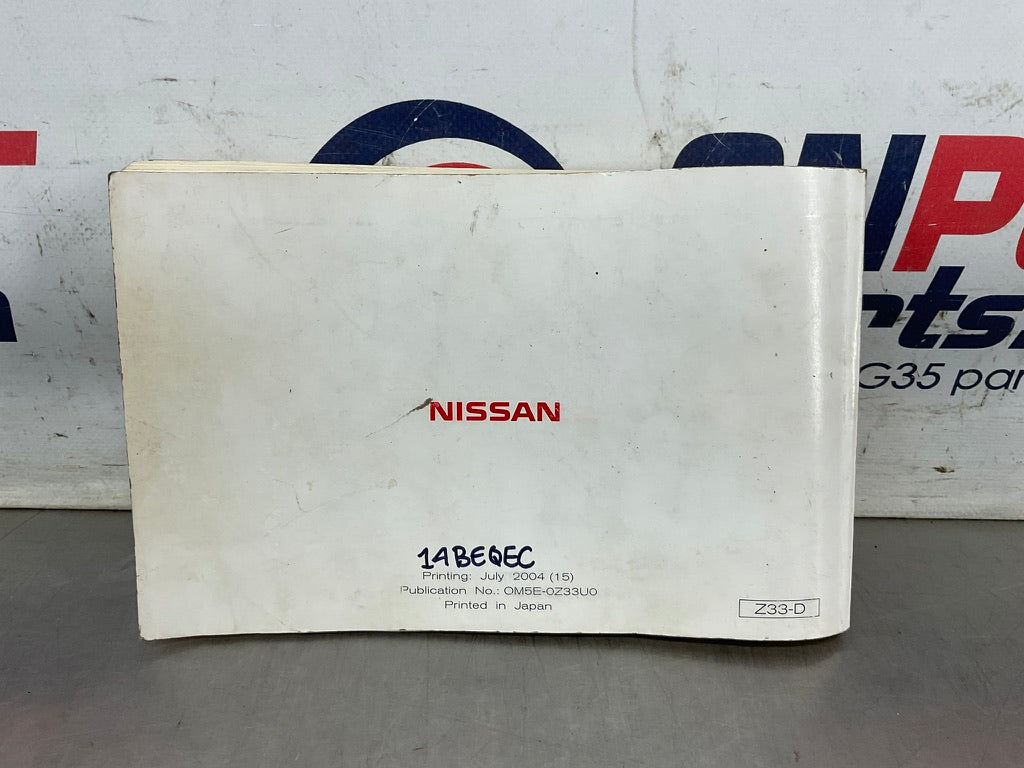 NISSAN
14BEQEC
Printing: July 2004 (15)
Publication No.: OM5E-0Z33U0
Printed in Japan
Z33-D
G35 par